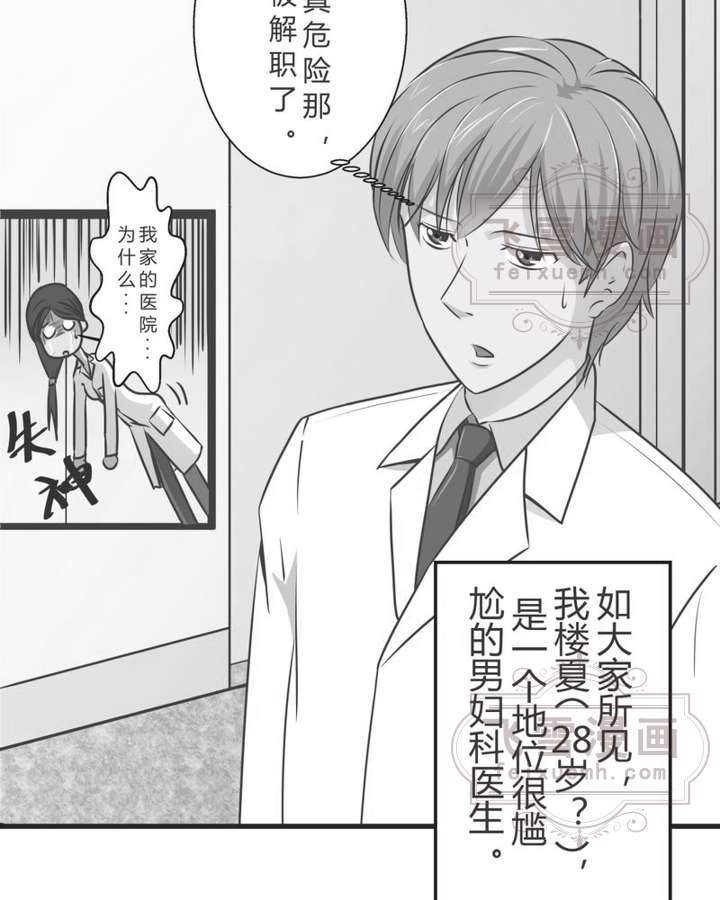 真危险那，
被解职了。
我家的医院...
为什么...
失神
如大家所见，
我楼夏(28岁？)，
是一个地位很尴
尬的男妇科医生。
飞雪漫画
feixuemh.com
飞雪漫画
feixuemh.com